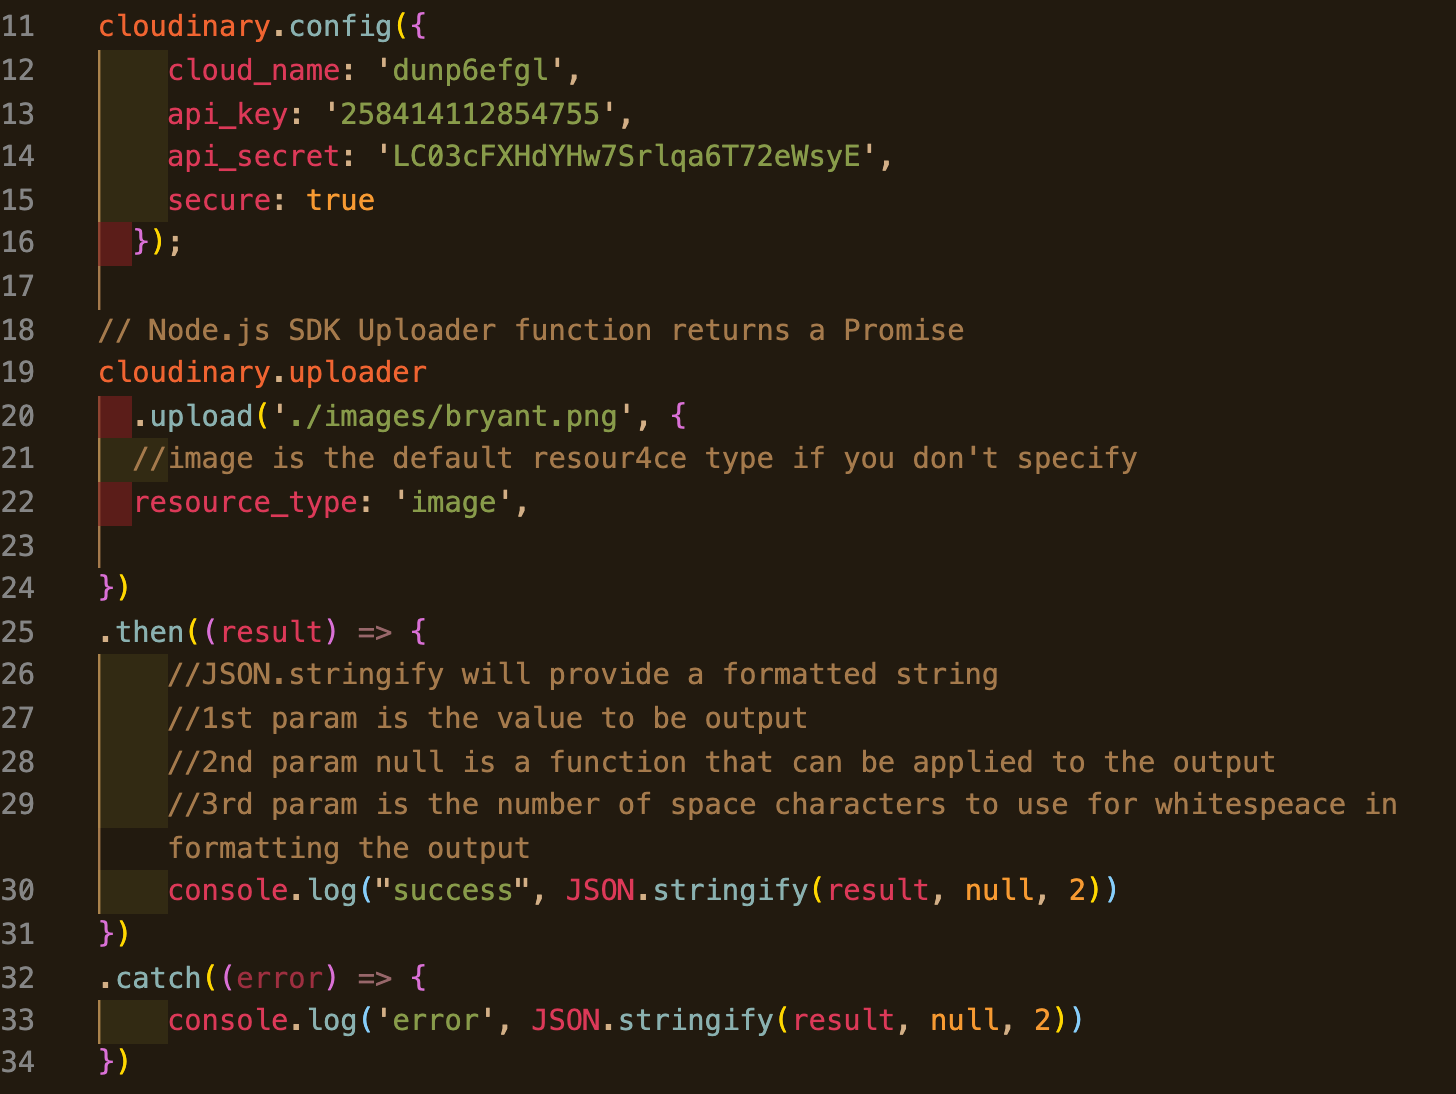 11 cloudinary.config({
12 cloud_name: 'dunp6efgl',
13 api_key: '258414112854755',
14 api_secret: 'LC03cFXHdYHw7Srlqa6T72eWsyE',
15 secure: true
16 });
17
18 // Node.js SDK Uploader function returns a Promise
19 cloudinary.uploader
20 .upload('./images/bryant.png', {
21 //image is the default resour4ce type if you don't specify
22 resource_type: 'image',
23
24 })
25 .then((result) => {
26 //JSON.stringify will provide a formatted string
27 //1st param is the value to be output
28 //2nd param null is a function that can be applied to the output
29 //3rd param is the number of space characters to use for whitespeace in
formatting the output
30 console.log("success", JSON.stringify(result, null, 2))
31 })
32 .catch((error) => {
33 console.log('error', JSON.stringify(result, null, 2))
34 })